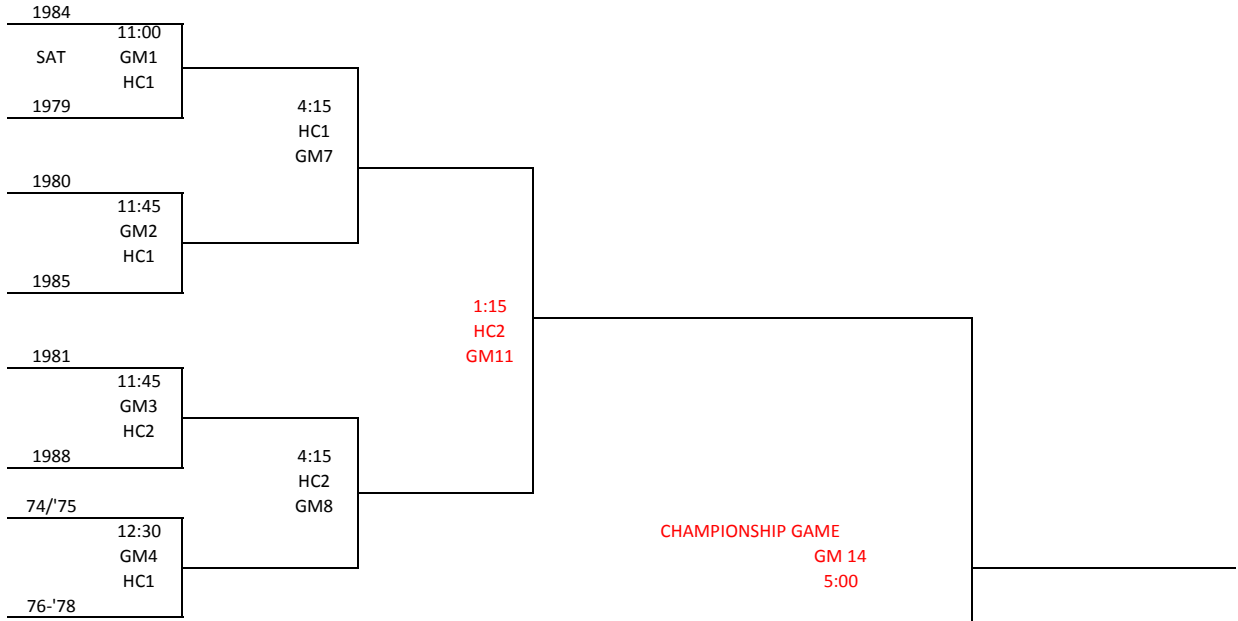 1984
11:00
SAT GM1
HC1
1979
4:15
HC1
GM7
1980
11:45
GM2
HC1
1985
1:15
HC2
GM11
1981
11:45
GM3
HC2
1988
4:15
HC2
GM8
74/'75
12:30
GM4
HC1
76-'78
CHAMPIONSHIP GAME
GM 14
5:00